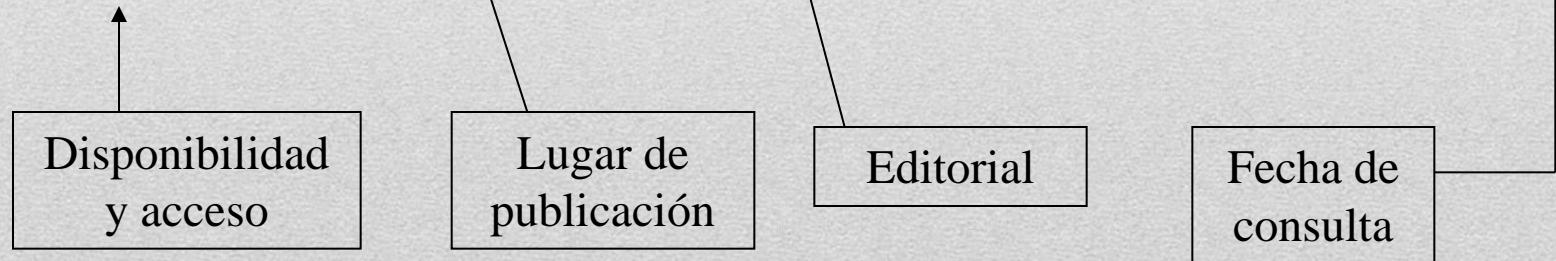 Disponibilidad
y acceso
Lugar de
publicación
Editorial
Fecha de
consulta